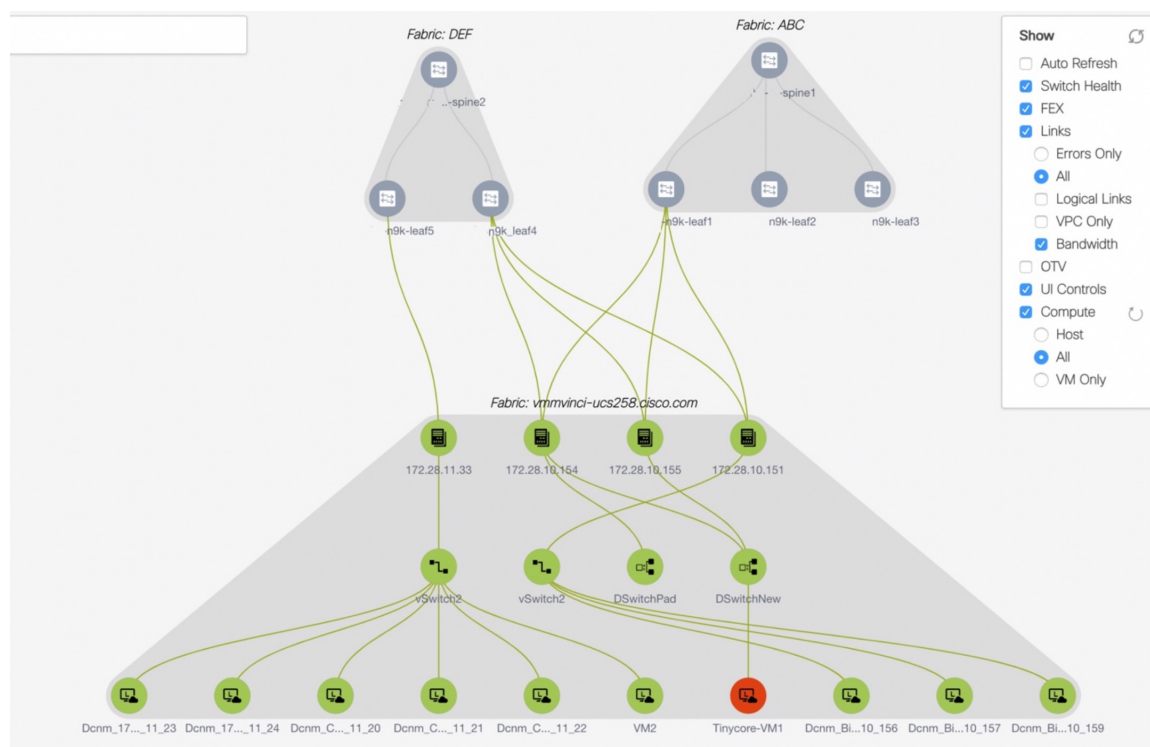 Fabric: DEF
Fabric: ABC
...-spine2
-spine1
-n9k-leaf5
-n9k_leaf4
-n9k-leaf1
n9k-leaf2
n9k-leaf3
Show
Auto Refresh
Switch Health
FEX
Links
Errors Only
All
Logical Links
VPC Only
Bandwidth
OTV
UI Controls
Compute
Host
All
VM Only
Fabric: vmmvinci-ucs258.cisco.com
172.28.11.33
172.28.10.154
172.28.10.155
172.28.10.151
vSwitch2
vSwitch2
DSwitchPad
DSwitchNew
Dcnm_17..._11_23
Dcnm_17..._11_24
Dcnm_C..._11_20
Dcnm_C..._11_21
Dcnm_C..._11_22
VM2
Tinycore-VM1
Dcnm_Bi...10_156
Dcnm_Bi...10_157
Dcnm_Bi...10_159